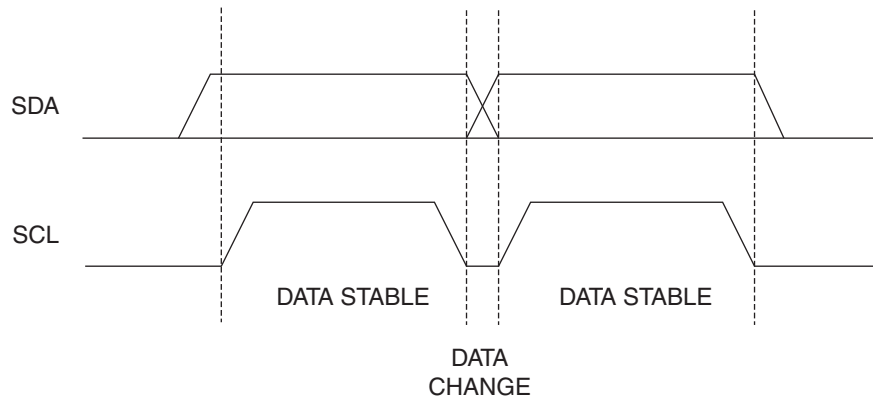 SDA
SCL
DATA STABLE DATA STABLE
DATA
CHANGE